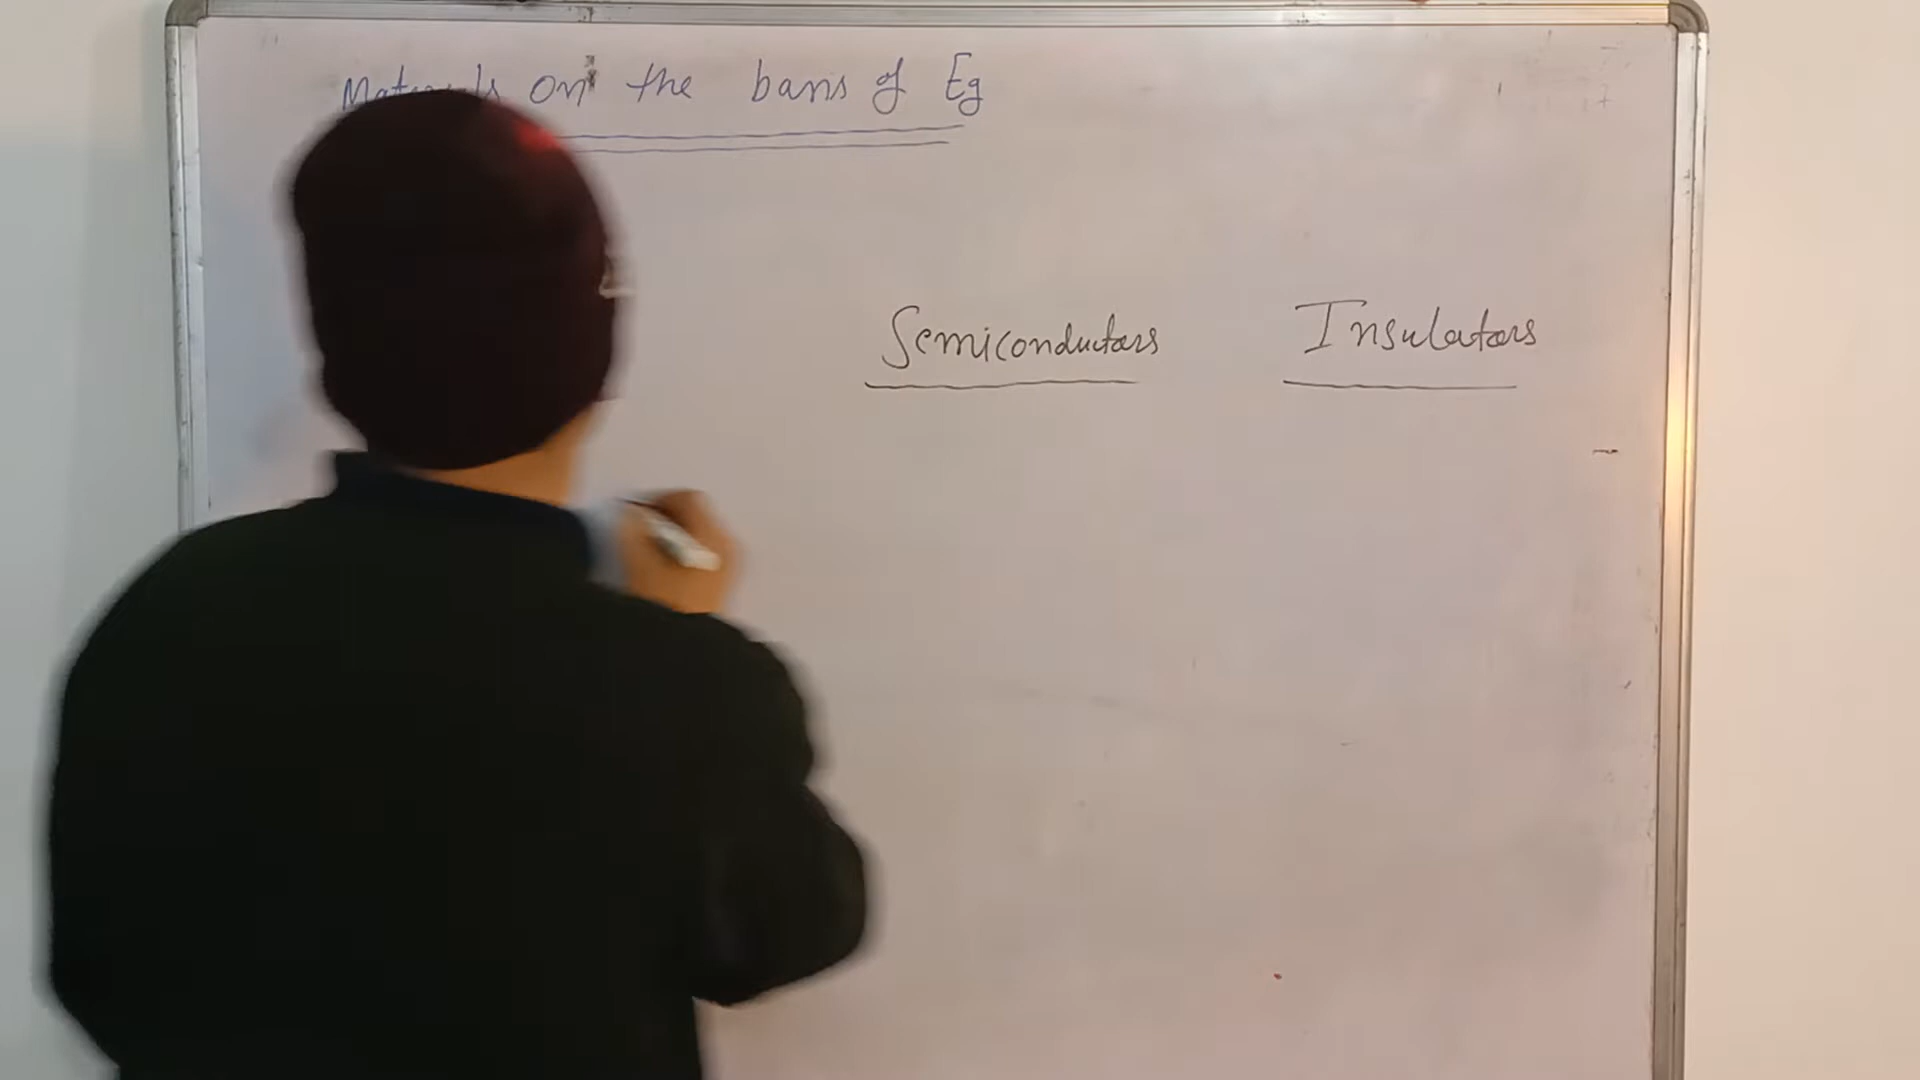 Materials on the basis of Eg
Semiconductors Insulators